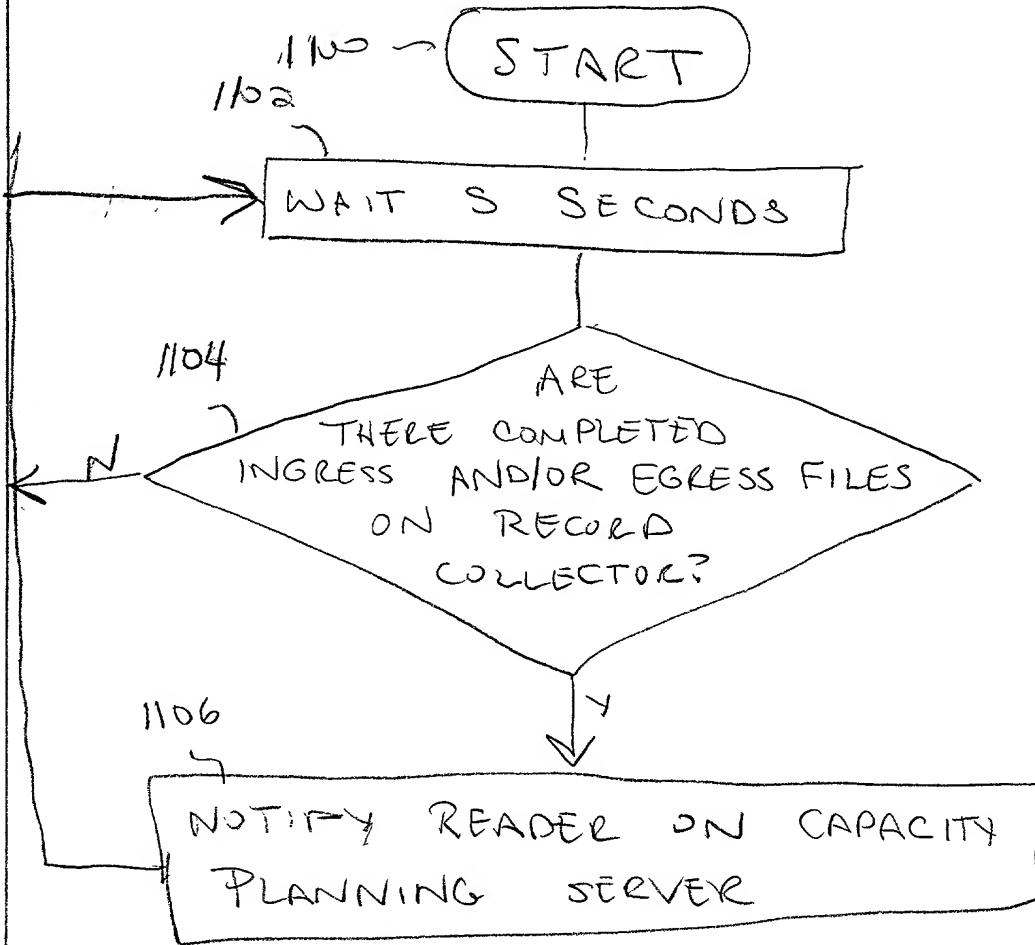 1100
START
1102
WAIT S SECONDS
1104
ARE
THERE COMPLETED
INGRESS AND/OR EGRESS FILES
ON RECORD
COLLECTOR?
N
Y
1106
NOTIFY READER ON CAPACITY
PLANNING SERVER